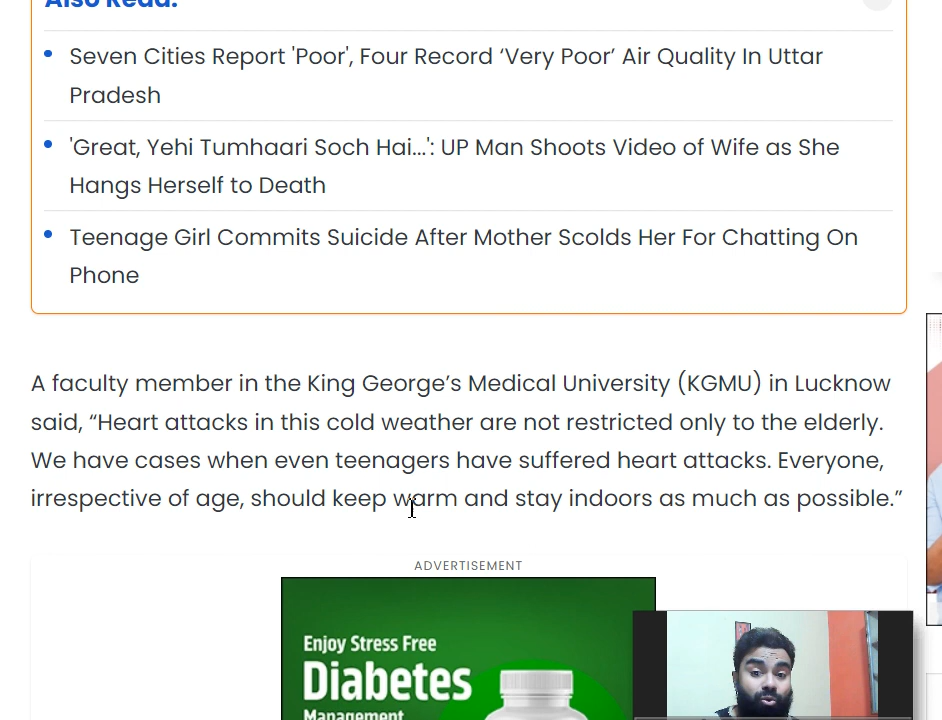 Also Read:
Seven Cities Report 'Poor', Four Record ‘Very Poor’ Air Quality In Uttar
Pradesh
'Great, Yehi Tumhaari Soch Hai...': UP Man Shoots Video of Wife as She
Hangs Herself to Death
Teenage Girl Commits Suicide After Mother Scolds Her For Chatting On
Phone
A faculty member in the King George’s Medical University (KGMU) in Lucknow
said, “Heart attacks in this cold weather are not restricted only to the elderly.
We have cases when even teenagers have suffered heart attacks. Everyone,
irrespective of age, should keep warm and stay indoors as much as possible.”
ADVERTISEMENT
Enjoy Stress Free
Diabetes
Management